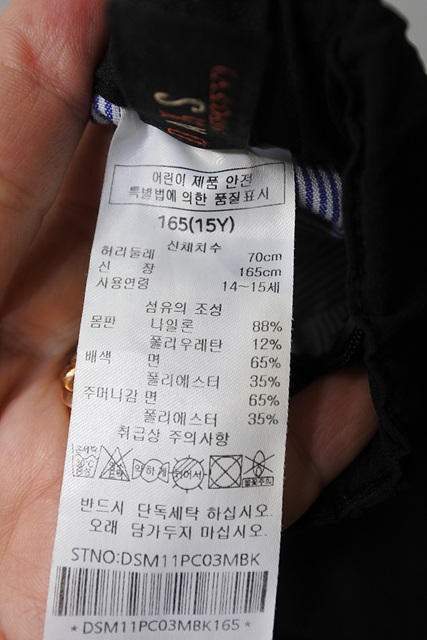 어린이 제품 안전
특별법에 의한 품질표시
165(15Y)
신체치수
허리둘레 70cm
신 장 165cm
사용연령 14~15세
섬유의 조성
몸판 나일론 88%
폴리우레탄 12%
배색 면 65%
폴리에스터 35%
주머니감 면 65%
폴리에스터 35%
취급상 주의사항
약하게
반드시 단독세탁 하십시오.
오래 담가두지 마십시오.
STNO:DSM11PC03MBK
*DSM11PC03MBK165*